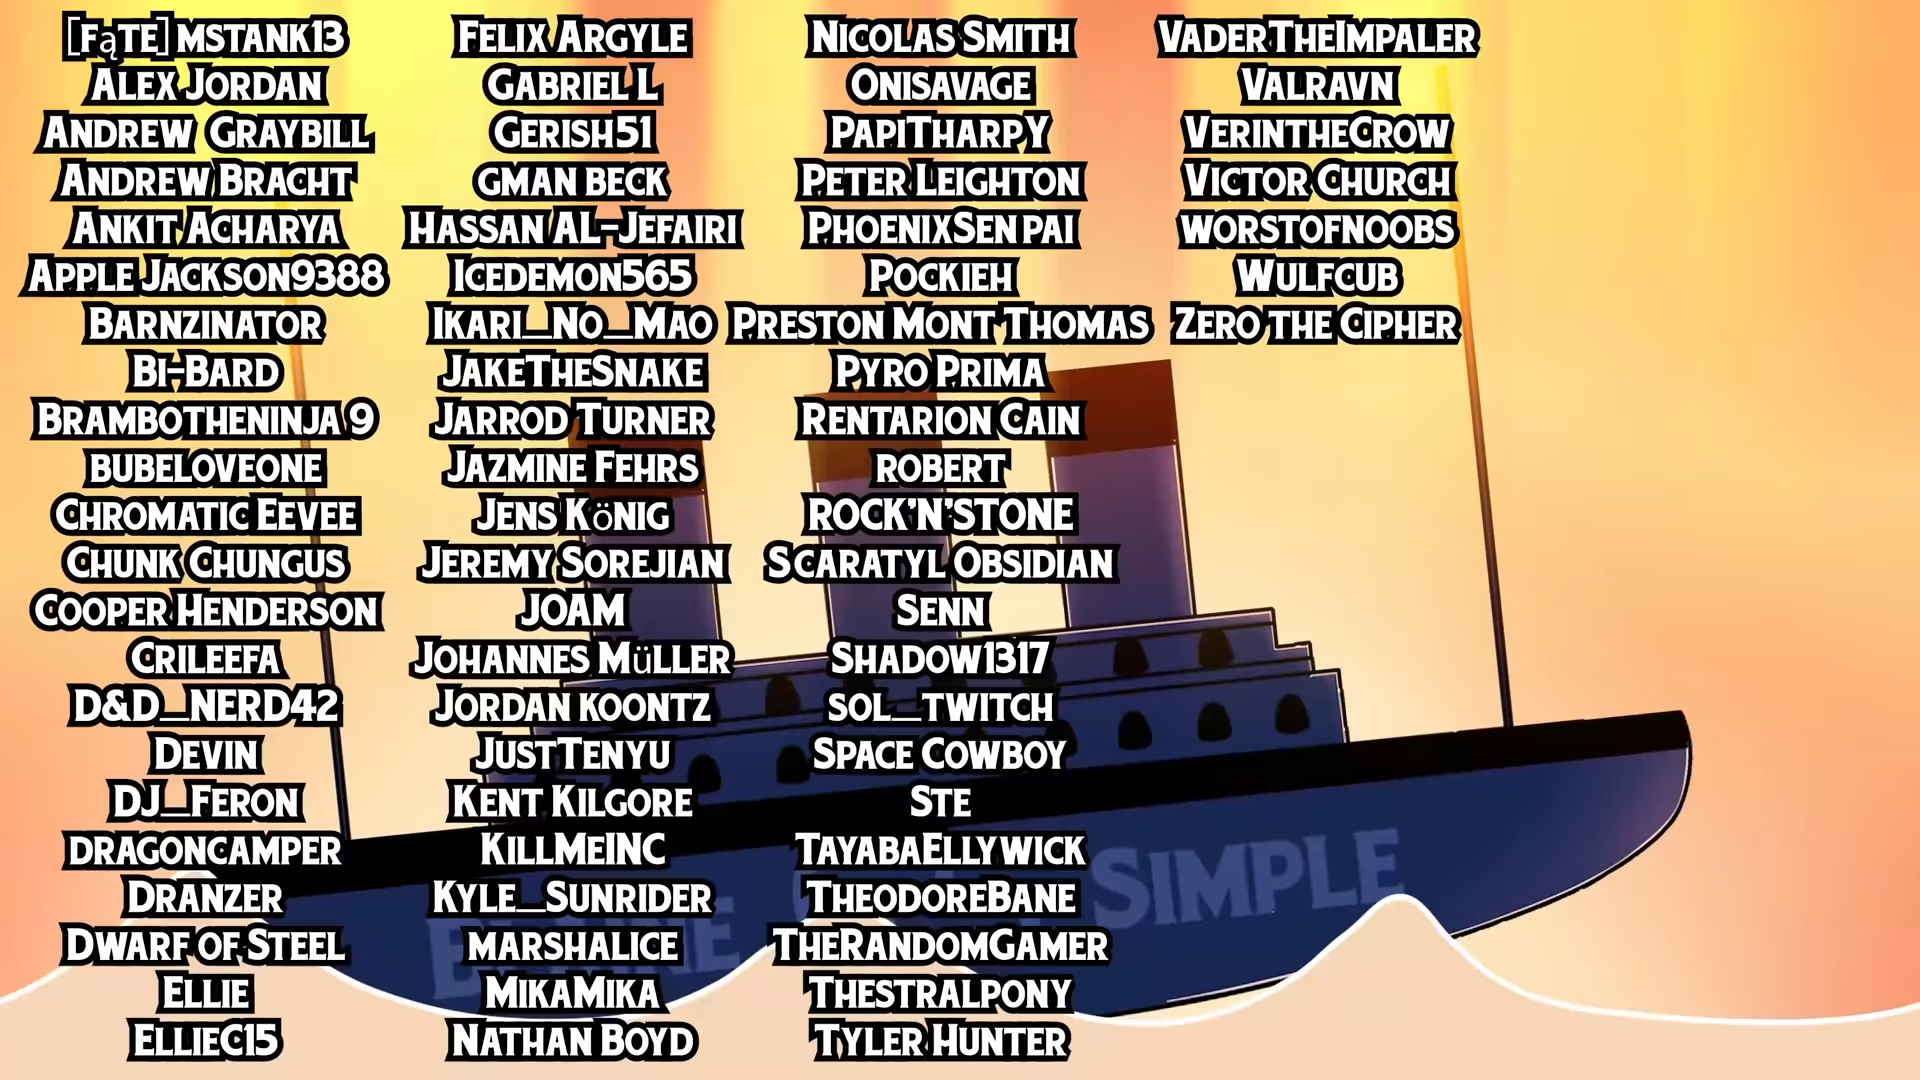 [FąTE] MSTANK13
ALEX JORDAN
ANDREW GRAYBILL
ANDREW BRACHT
ANKIT ACHARYA
APPLE JACKSON9388
BARNZINATOR
BI-BARD
BRAMBOTHENINJA9
BUBELOVEONE
CHROMATIC EEVEE
CHUNK CHUNGUS
COOPER HENDERSON
CRILEEFA
D&D_NERD42
DEVIN
DJ_FERON
DRAGONCAMPER
DRANZER
DWARF OF STEEL
ELLIE
ELLIEC15
FELIX ARGYLE
GABRIEL L
GERISH51
GMAN BECK
HASSAN AL-JEFAIRI
ICEDEMON565
IKARI_NO_MAO
JAKETHESNAKE
JARROD TURNER
JAZMINE FEHRS
JENS KöNIG
JEREMY SOREJIAN
JOAM
JOHANNES MüLLER
JORDAN KOONTZ
JUSTTENYU
KENT KILGORE
KILLMEINC
KYLE_SUNRIDER
MARSHALICE
MIKAMIKA
NATHAN BOYD
NICOLAS SMITH
ONISAVAGE
PAPITHARPY
PETER LEIGHTON
PHOENIXSENPAI
POCKIEH
PRESTON MONT THOMAS
PYRO PRIMA
RENTARION CAIN
ROBERT
ROCK'N'STONE
SCARATYL OBSIDIAN
SENN
SHADOW1317
SOL_TWITCH
SPACE COWBOY
STE
TAYABAELLYWICK
THEODOREBANE
THERANDOMGAMER
THESTRALPONY
TYLER HUNTER
VADERTHEIMPALER
VALRAVN
VERINTHECROW
VICTOR CHURCH
WORSTOFNOOBS
WULFCUB
ZERO THE CIPHER
SIMPLE